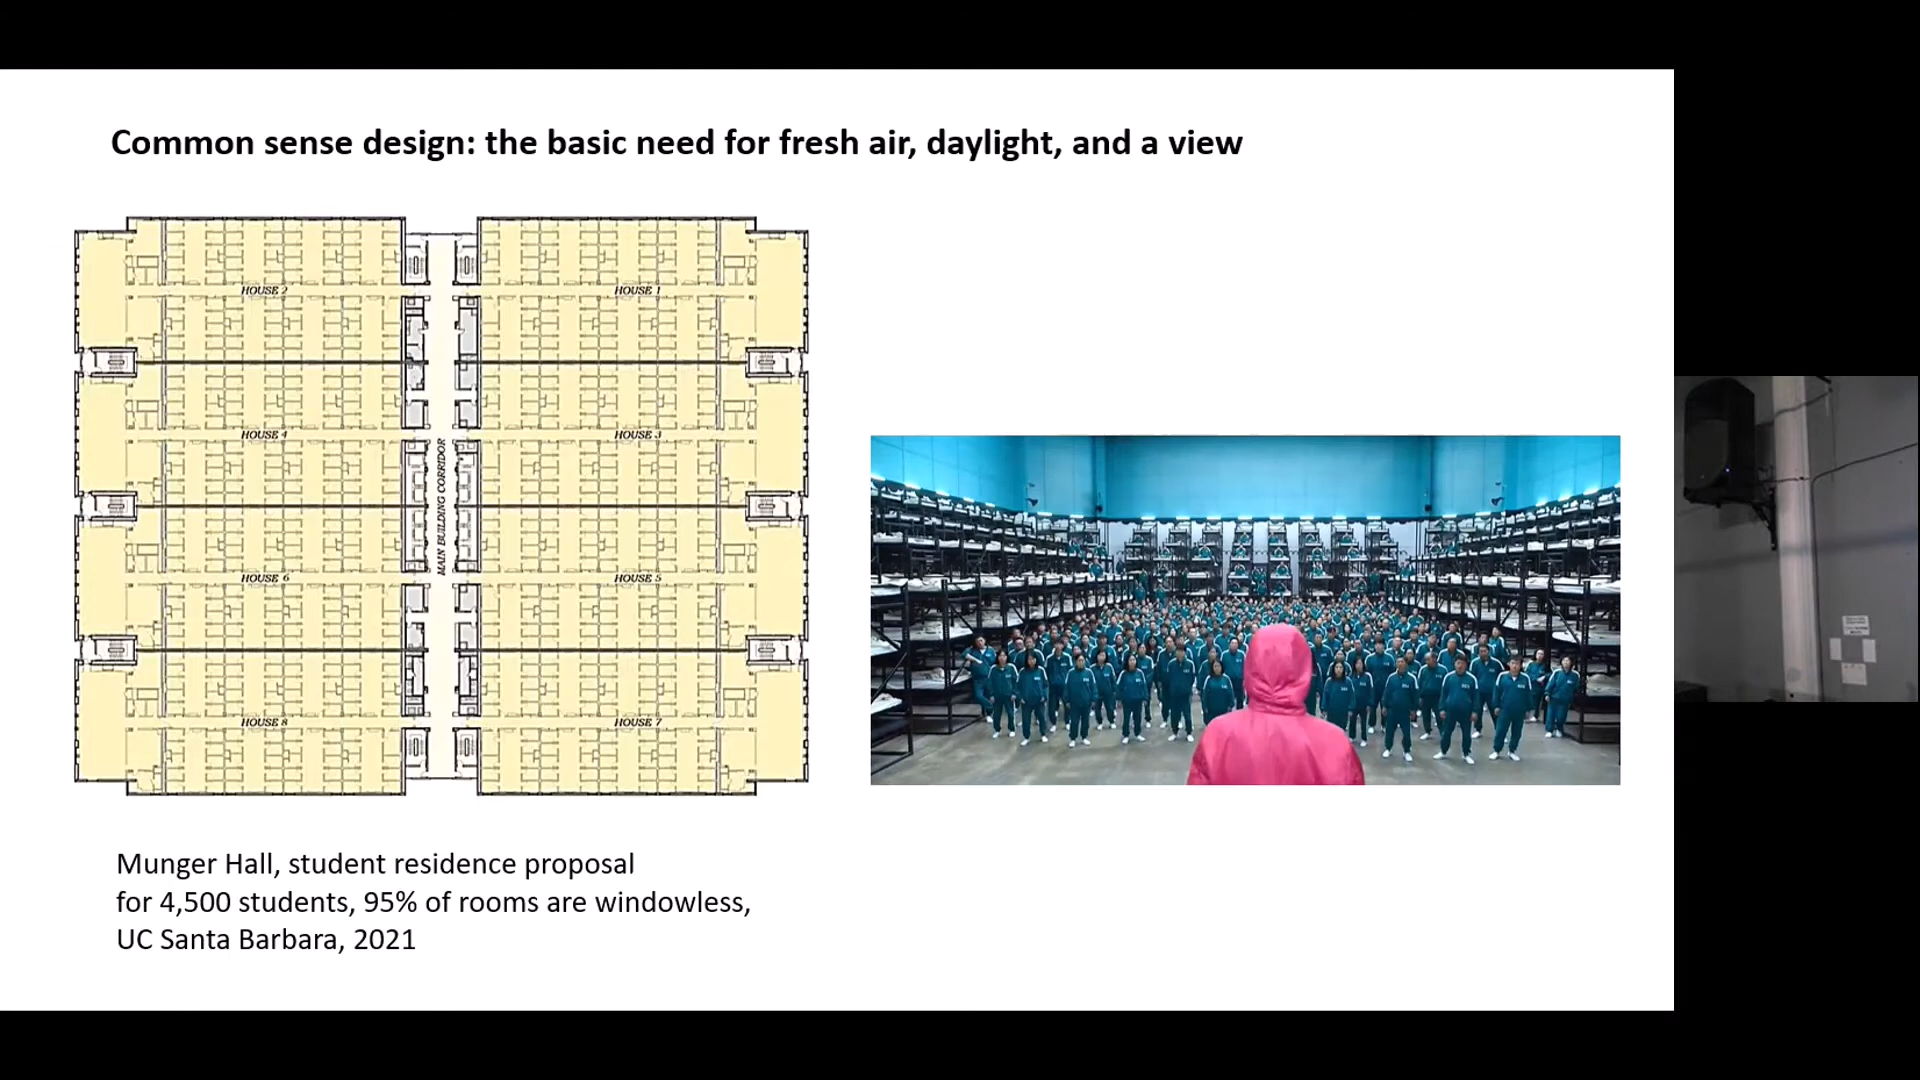 Common sense design: the basic need for fresh air, daylight, and a view
HOUSE 2
HOUSE 1
HOUSE 4
HOUSE 3
MAIN BUILDING CORRIDOR
HOUSE 6
HOUSE 5
HOUSE 8
HOUSE 7
Munger Hall, student residence proposal
for 4,500 students, 95% of rooms are windowless,
UC Santa Barbara, 2021